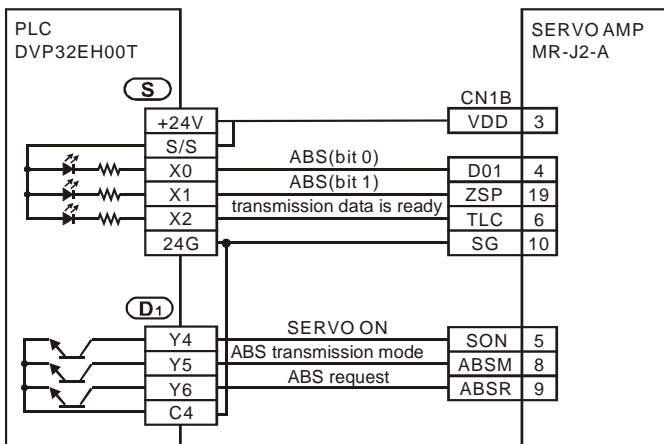 PLC
DVP32EH00T
SERVO AMP
MR-J2-A
S
CN1B
+24V
VDD 3
S/S
X0 ABS(bit 0) D01 4
X1 ABS(bit 1) ZSP 19
X2 transmission data is ready TLC 6
24G SG 10
D1
Y4 SERVO ON SON 5
Y5 ABS transmission mode ABSM 8
Y6 ABS request ABSR 9
C4